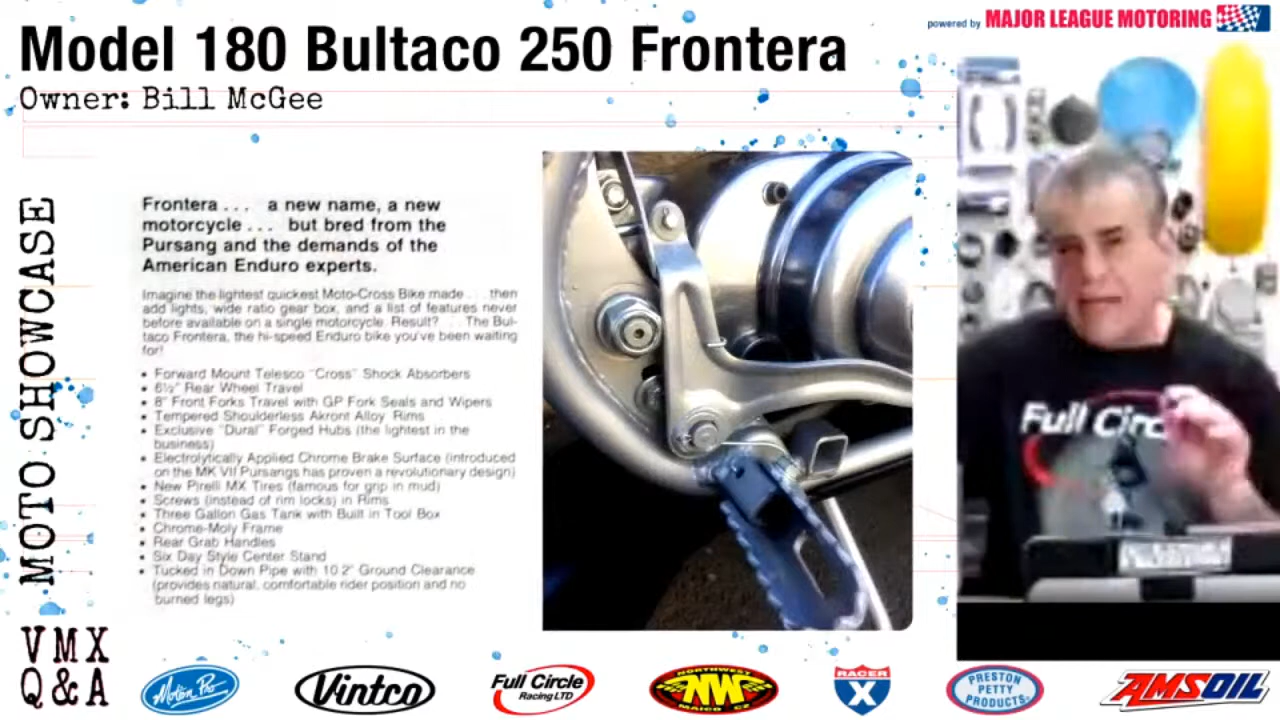 Model 180 Bultaco 250 Frontera
Owner: Bill McGee
powered by MAJOR LEAGUE MOTORING
MOTO SHOWCASE
Frontera . . . a new name, a new
motorcycle . . . but bred from the
Pursang and the demands of the
American Enduro experts.
Imagine the lightest quickest Moto-Cross Bike made . . . then
add lights, wide ratio gear box, and a list of features never
before available on a single motorcycle. Result? . . . The Bul-
taco Frontera, the hi-speed Enduro bike you've been waiting
for!
• Forward Mount Telesco "Cross" Shock Absorbers
• 6½" Rear Wheel Travel
• 8" Front Forks Travel with GP Fork Seals and Wipers
• Tempered Shoulderless Akront Alloy Rims
• Exclusive "Dural" Forged Hubs (the lightest in the
business)
• Electrolytically Applied Chrome Brake Surface (introduced
on the MK VII Pursangs has proven a revolutionary design)
• New Pirelli MX Tires (famous for grip in mud)
• Screws (instead of rim locks) in Rims
• Three Gallon Gas Tank with Built in Tool Box
• Chrome-Moly Frame
• Rear Grab Handles
• Six Day Style Center Stand
• Tucked in Down Pipe with 10.2" Ground Clearance
(provides natural, comfortable rider position and no
burned legs)
Full Circ
VMX
Q&A
Motion Pro
Vintco
Full Circle
Racing LTD
NORTHWEST
NW
MAICO CZ
RACER
X
PRESTON
PETTY
PRODUCTS
AMSOIL